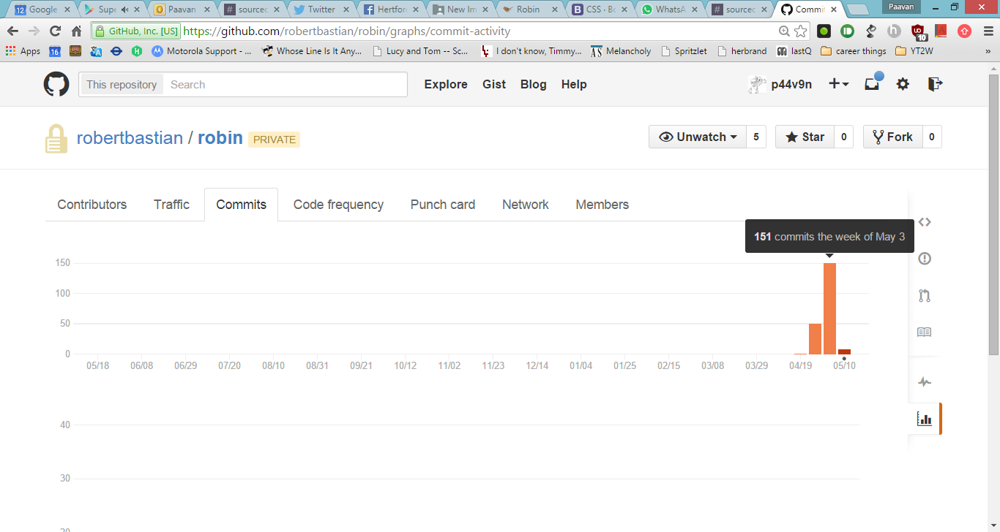 Google Supe Paavan sourcec Twitter Hertfor New Im Robin CSS · Bo WhatsA sourcec Commi Paavan
GitHub, Inc. [US] https://github.com/robertbastian/robin/graphs/commit-activity
Apps Motorola Support - ... Whose Line Is It Any... Lucy and Tom -- Sc... I don't know, Timmy... Melancholy Spritzlet herbrand lastQ career things YT2W »
This repository Search Explore Gist Blog Help p44v9n
robertbastian / robin PRIVATE Unwatch 5 Star 0 Fork 0
Contributors Traffic Commits Code frequency Punch card Network Members
151 commits the week of May 3
150
100
50
0
05/18 06/08 06/29 07/20 08/10 08/31 09/21 10/12 11/02 11/23 12/14 01/04 01/25 02/15 03/08 03/29 04/19 05/10
40
30
20